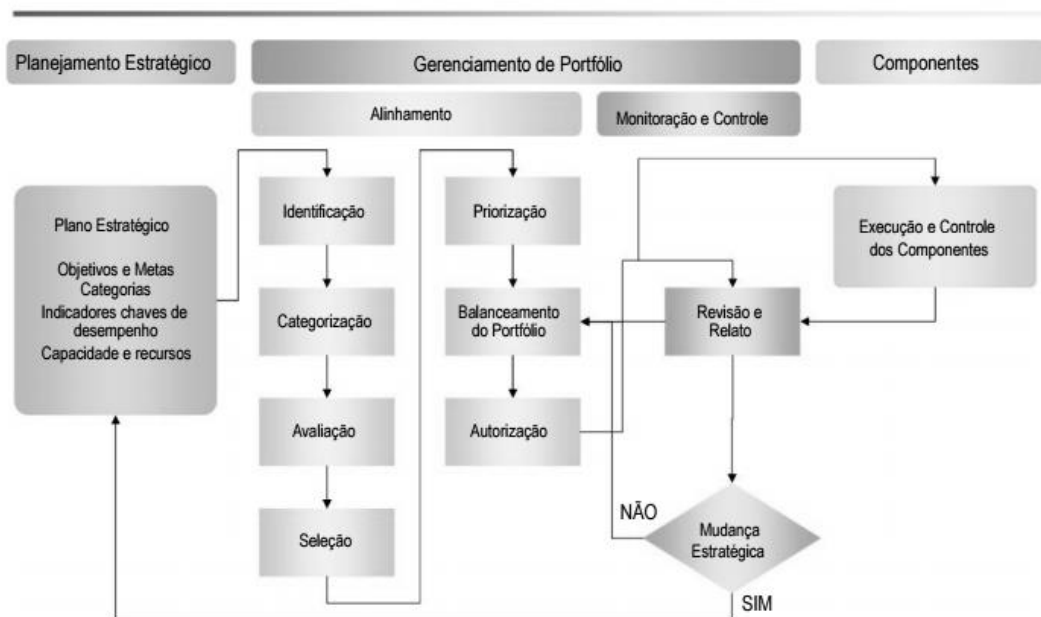 Planejamento Estratégico
Gerenciamento de Portfólio
Componentes
Alinhamento
Monitoração e Controle
Plano Estratégico
Objetivos e Metas
Categorias
Indicadores chaves de
desempenho
Capacidade e recursos
Identificação
Categorização
Avaliação
Seleção
Priorização
Balanceamento
do Portfólio
Autorização
Revisão e
Relato
Execução e Controle
dos Componentes
NÃO
Mudança
Estratégica
SIM